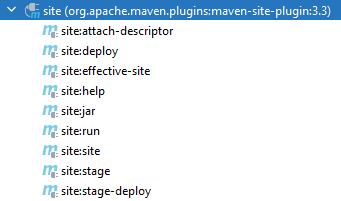 site (org.apache.maven.plugins:maven-site-plugin:3.3)
site:attach-descriptor
site:deploy
site:effective-site
site:help
site:jar
site:run
site:site
site:stage
site:stage-deploy